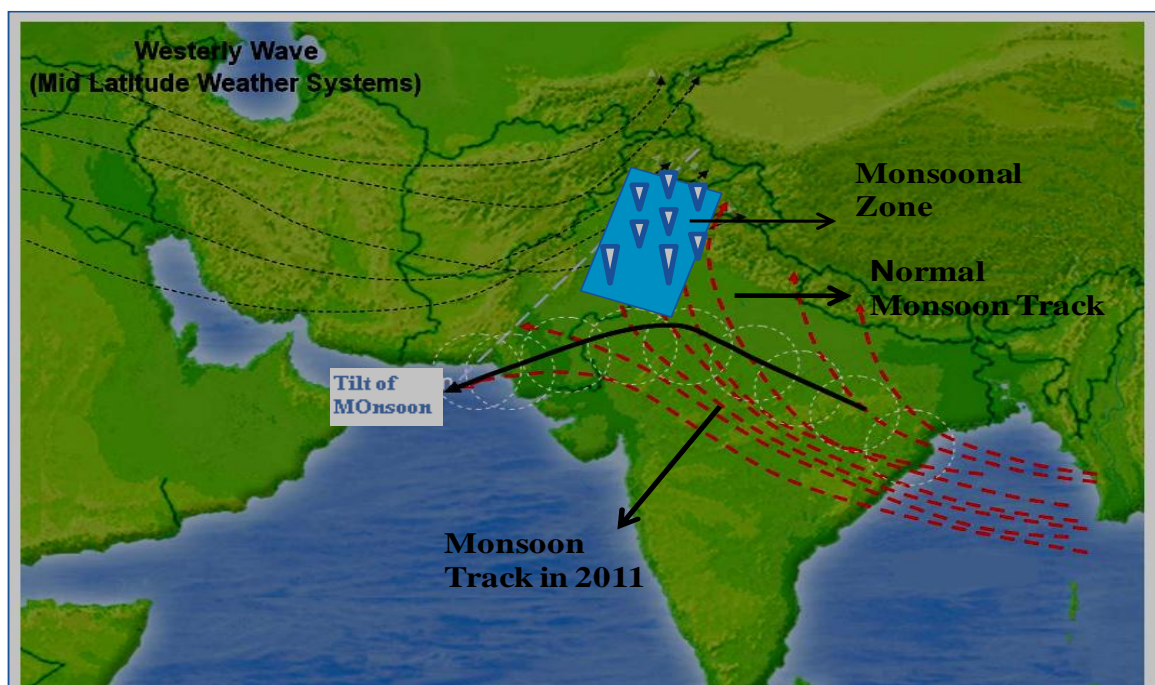 Westerly Wave
(Mid Latitude Weather Systems)
Monsoonal
Zone
Normal
Monsoon Track
Tilt of
MOnsoon
Monsoon
Track in 2011